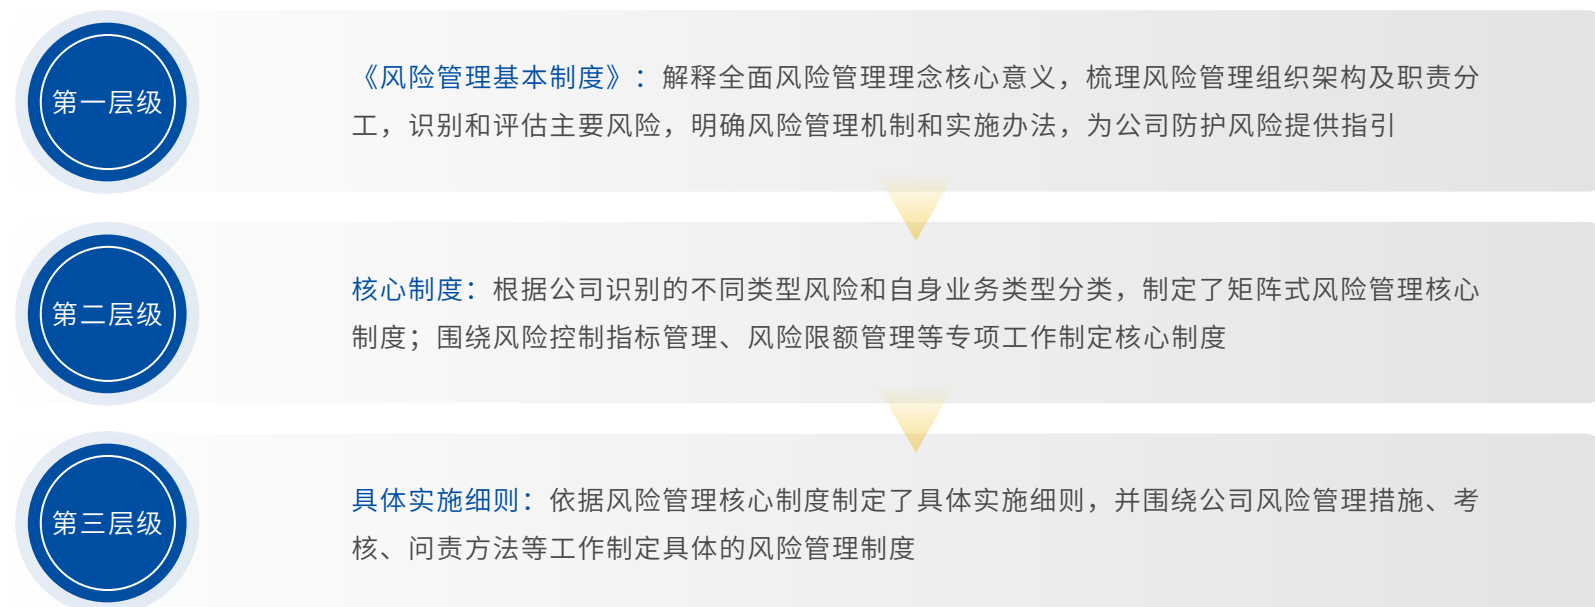 第一层级
《风险管理基本制度》：解释全面风险管理理念核心意义，梳理风险管理组织架构及职责分
工，识别和评估主要风险，明确风险管理机制和实施办法，为公司防护风险提供指引
第二层级
核心制度：根据公司识别的不同类型风险和自身业务类型分类，制定了矩阵式风险管理核心
制度；围绕风险控制指标管理、风险限额管理等专项工作制定核心制度
第三层级
具体实施细则：依据风险管理核心制度制定了具体实施细则，并围绕公司风险管理措施、考
核、问责方法等工作制定具体的风险管理制度